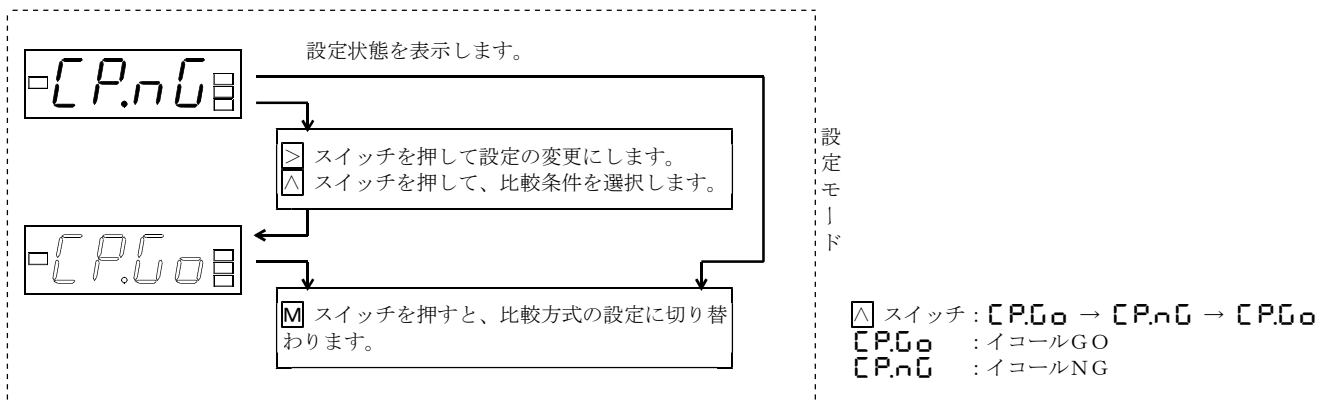 設定状態を表示します。
CP.nG
> スイッチを押して設定の変更にします。
∧ スイッチを押して、比較条件を選択します。
CP.Go
M スイッチを押すと、比較方式の設定に切り替
わります。
設定モード
∧ スイッチ：CP.Go → CP.nG → CP.Go
CP.Go ：イコールGO
CP.nG ：イコールNG